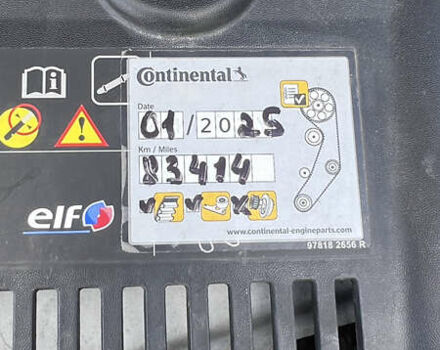 Continental
Date
01/2025
Km / Miles
83414
elf
www.continental-engineparts.com
97818 2656 R